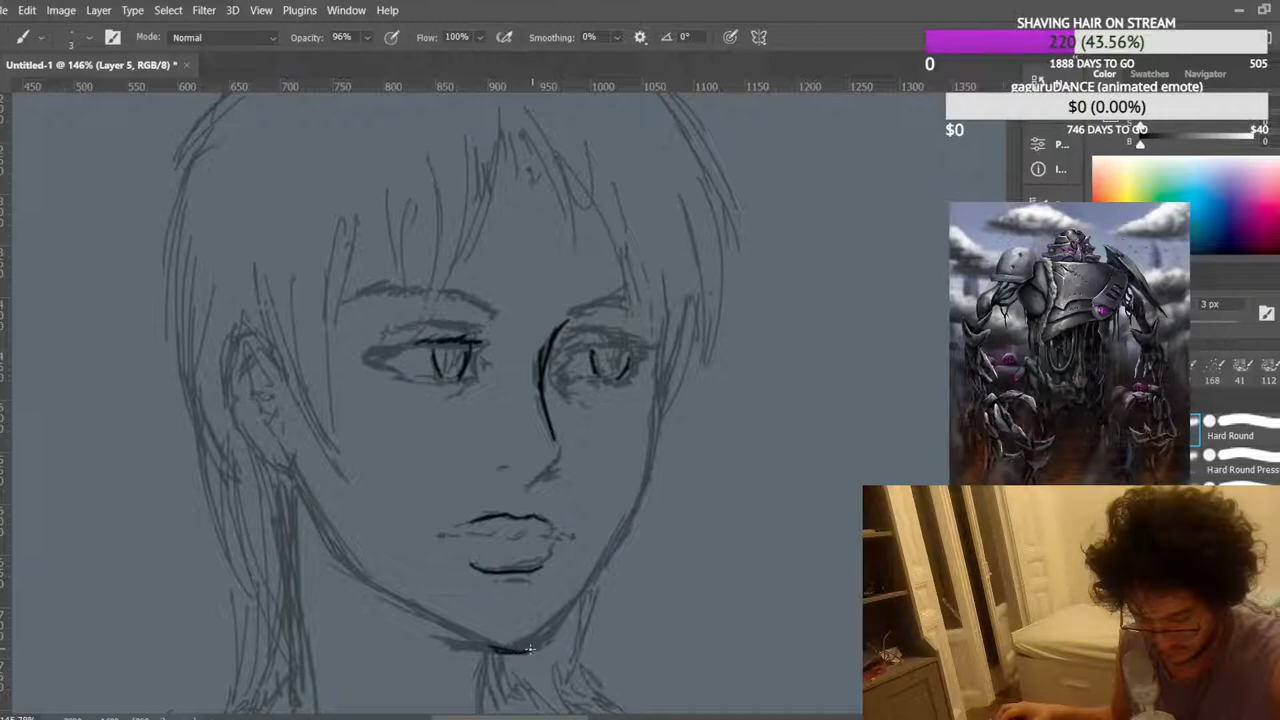 Edit Image Layer Type Select Filter 3D View Plugins Window Help
SHAVING HAIR ON STREAM
220 (43.56%)
0 1888 DAYS TO GO 505
3 Mode: Normal Opacity: 96% Flow: 100% Smoothing: 0% 0°
Untitled-1 @ 146% (Layer 5, RGB/8) *
Color Swatches Navigator
gaguruDANCE (animated emote)
$0 (0.00%)
$0 746 DAYS TO GO $40
450 500 550 600 650 700 750 800 850 900 950 1000 1050 1100 1150 1200 1250 1300 1350
B
P...
I...
3 px
168 41 112
Hard Round
Hard Round Press